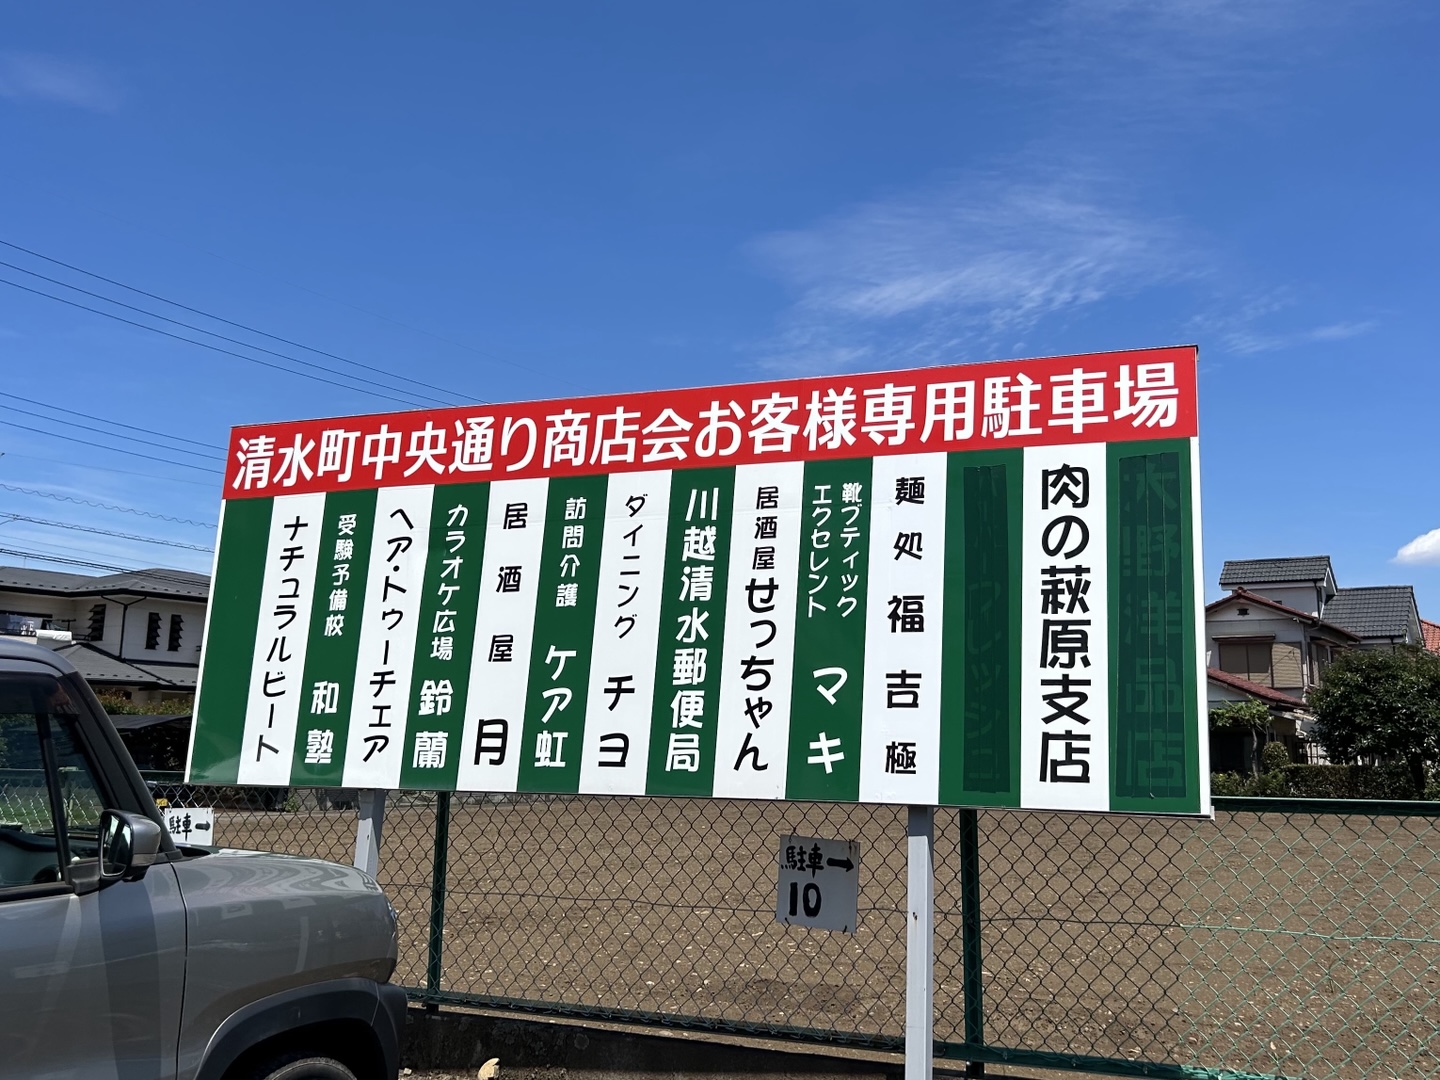 清水町中央通り商店会お客様専用駐車場
水野洋品店
肉の萩原支店
麺処 福吉極
靴ブティック
エクセレント
マキ
居酒屋 せっちゃん
川越清水郵便局
ダイニング チヨ
訪問介護 ケア虹
居酒屋 月
カラオケ広場 鈴蘭
ヘア・トゥーチェア
受験予備校 和塾
ナチュラルビート
駐車→
駐車→
10